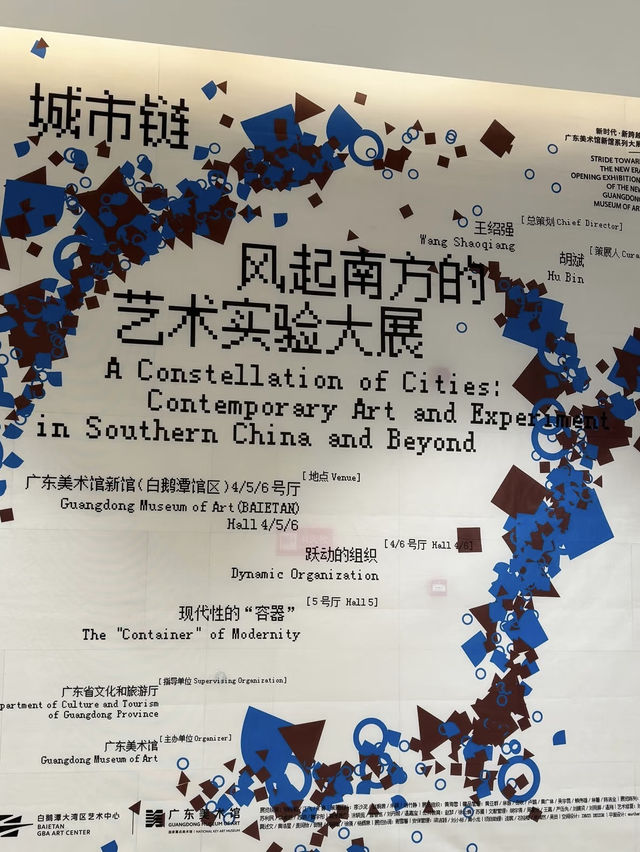 城市链
新时代·新跨越
广东美术馆新馆系列大展
STRIDE TOWARD
THE NEW ERA
OPENING EXHIBITION
OF THE NEW
GUANGDONG
MUSEUM OF ART
王绍强 [总策划 Chief Director]
Wang Shaoqiang
胡斌 [策展人 Cura
Hu Bin
风起南方的
艺术实验大展
A Constellation of Cities:
Contemporary Art and Experiment
in Southern China and Beyond
广东美术馆新馆(白鹅潭馆区)4/5/6号厅 [地点 Venue]
Guangdong Museum of Art(BAIETAN)
Hall 4/5/6
跃动的组织 [4/6号厅 Hall 4/6]
Dynamic Organization
现代性的“容器” [5号厅 Hall 5]
The "Container" of Modernity
广东省文化和旅游厅 [指导单位 Supervising Organization]
partment of Culture and Tourism
of Guangdong Province
广东美术馆 [主办单位 Organizer]
Guangdong Museum of Art
白鹅潭大湾区艺术中心
BAIETAN
GBA ART CENTER
广东美术馆
GUANGDONG MUSEUM OF ART